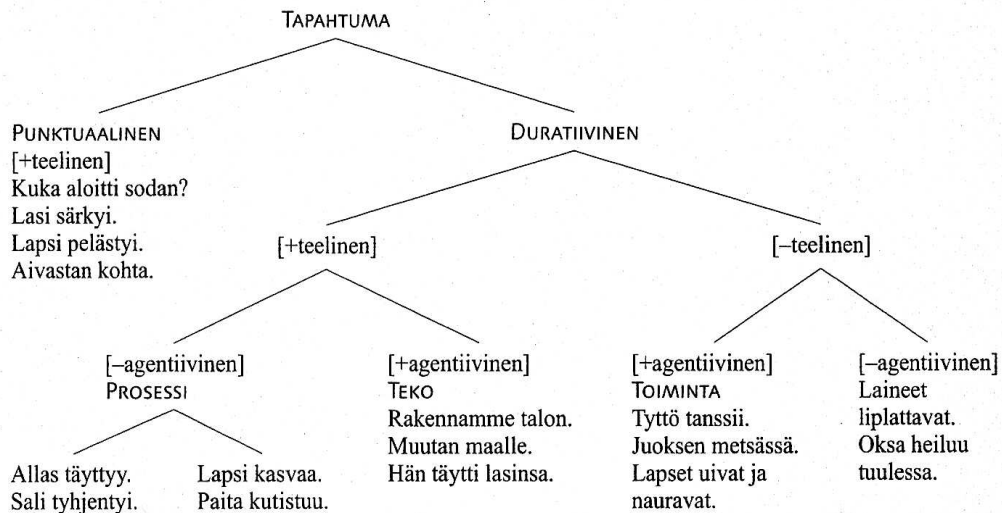 TAPAHTUMA
PUNKTUAALINEN
[+teelinen]
Kuka aloitti sodan?
Lasi särkyi.
Lapsi pelästyi.
Aivastan kohta.
DURATIIVINEN
[+teelinen]
[–teelinen]
[–agentiivinen]
PROSESSI
Allas täyttyy.
Sali tyhjentyi.
Lapsi kasvaa.
Paita kutistuu.
[+agentiivinen]
TEKO
Rakennamme talon.
Muutan maalle.
Hän täytti lasinsa.
[+agentiivinen]
TOIMINTA
Tyttö tanssii.
Juoksen metsässä.
Lapset uivat ja
nauravat.
[–agentiivinen]
Laineet
liplattavat.
Oksa heiluu
tuulessa.